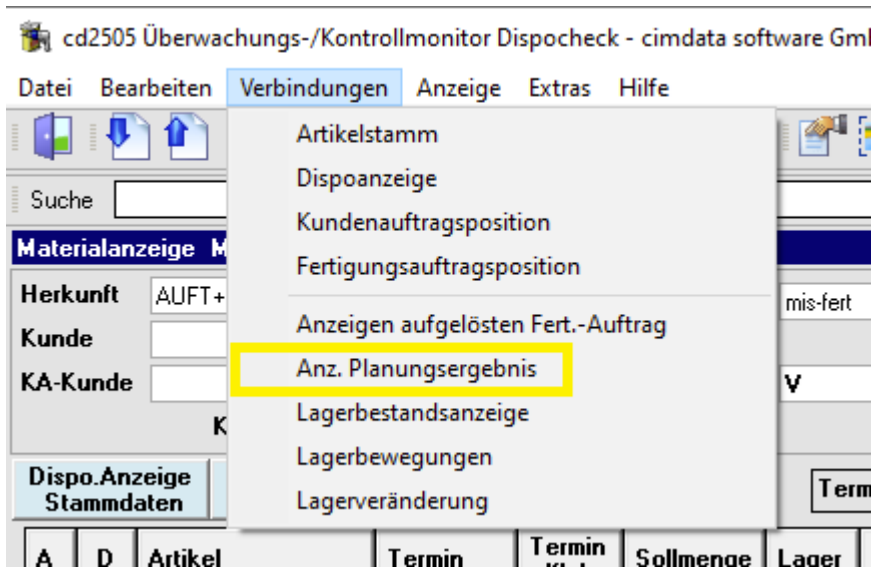 cd2505 Überwachungs-/Kontrollmonitor Dispocheck - cimdata software
Datei Bearbeiten Verbindungen Anzeige Extras Hilfe
Artikelstamm
Dispoanzeige
Suche
Kundenauftragsposition
Materialanzeige
Fertigungsauftragsposition
Herkunft AUFT+ mis-fert
Anzeigen aufgelösten Fert.-Auftrag
Kunde
Anz. Planungsergebnis
KA-Kunde V
Lagerbestandsanzeige
K
Lagerbewegungen
Dispo.Anzeige
Stammdaten
Lagerveränderung
A D Artikel Termin Termin Sollmenge Lager